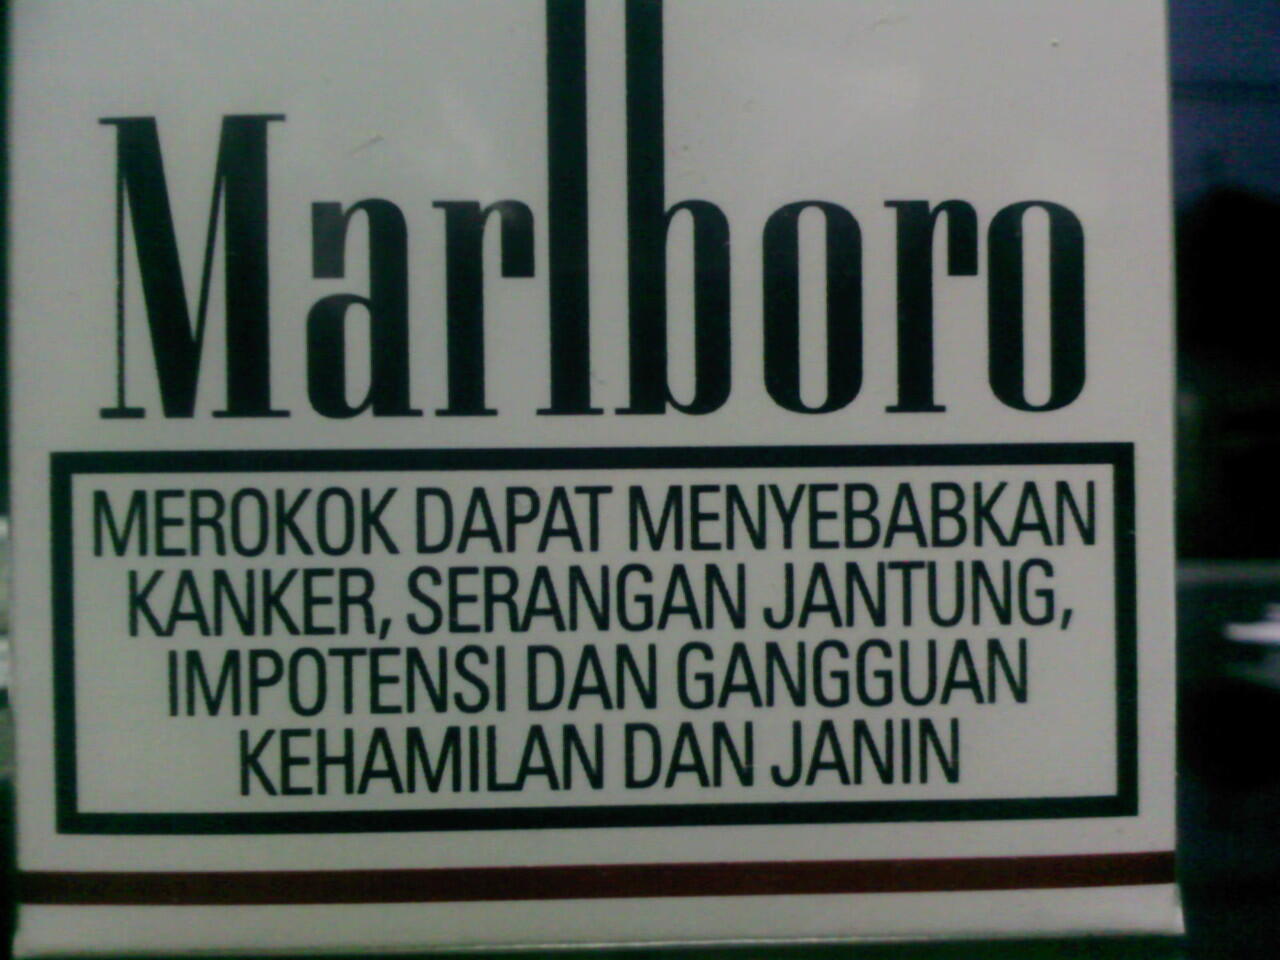 Marlboro
MEROKOK DAPAT MENYEBABKAN
KANKER, SERANGAN JANTUNG,
IMPOTENSI DAN GANGGUAN
KEHAMILAN DAN JANIN